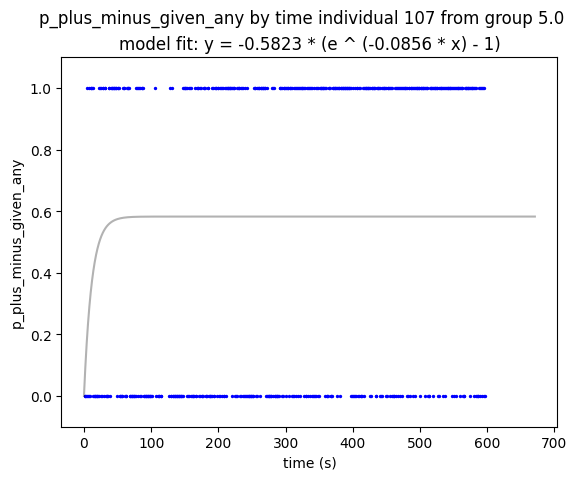 p_plus_minus_given_any by time individual 107 from group 5.0
model fit: y = -0.5823 * (e ^ (-0.0856 * x) - 1)
1.0
0.8
0.6
0.4
0.2
0.0
p_plus_minus_given_any
0 100 200 300 400 500 600 700
time (s)